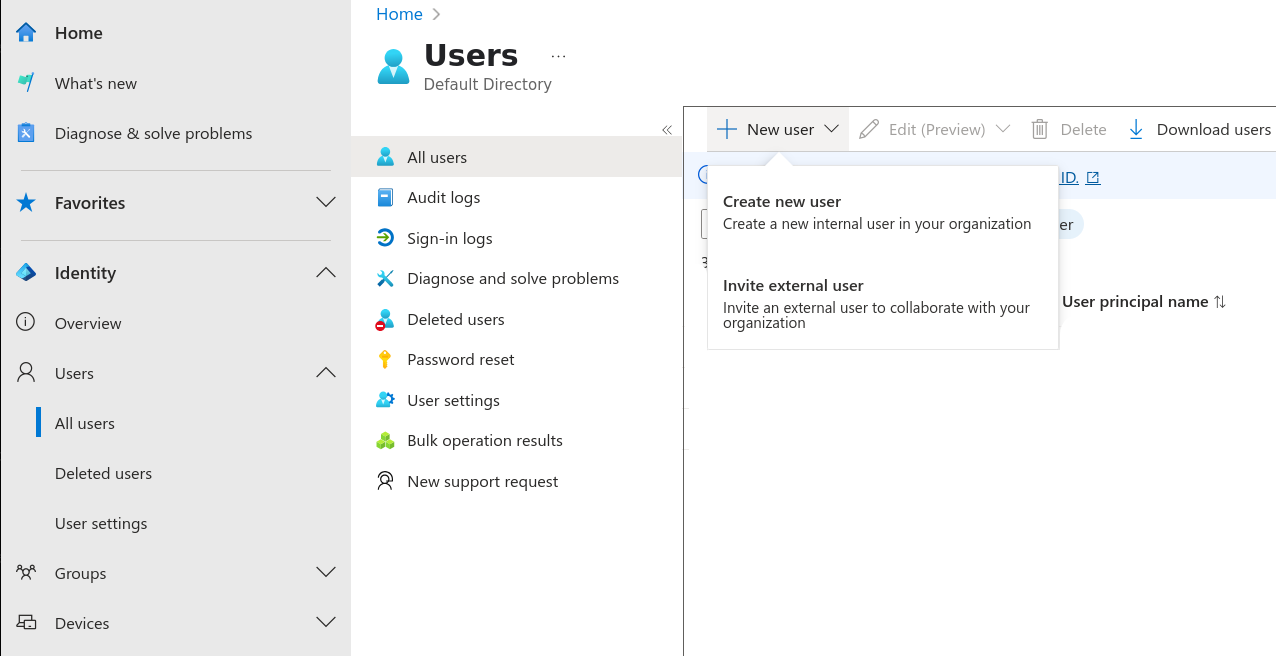 Home
What's new
Diagnose & solve problems
Favorites
Identity
Overview
Users
All users
Deleted users
User settings
Groups
Devices
Home
Users
...
Default Directory
All users
Audit logs
Sign-in logs
Diagnose and solve problems
Deleted users
Password reset
User settings
Bulk operation results
New support request
New user Edit (Preview) Delete Download users
ID.
Create new user
Create a new internal user in your organization
er
Invite external user
Invite an external user to collaborate with your
organization
User principal name